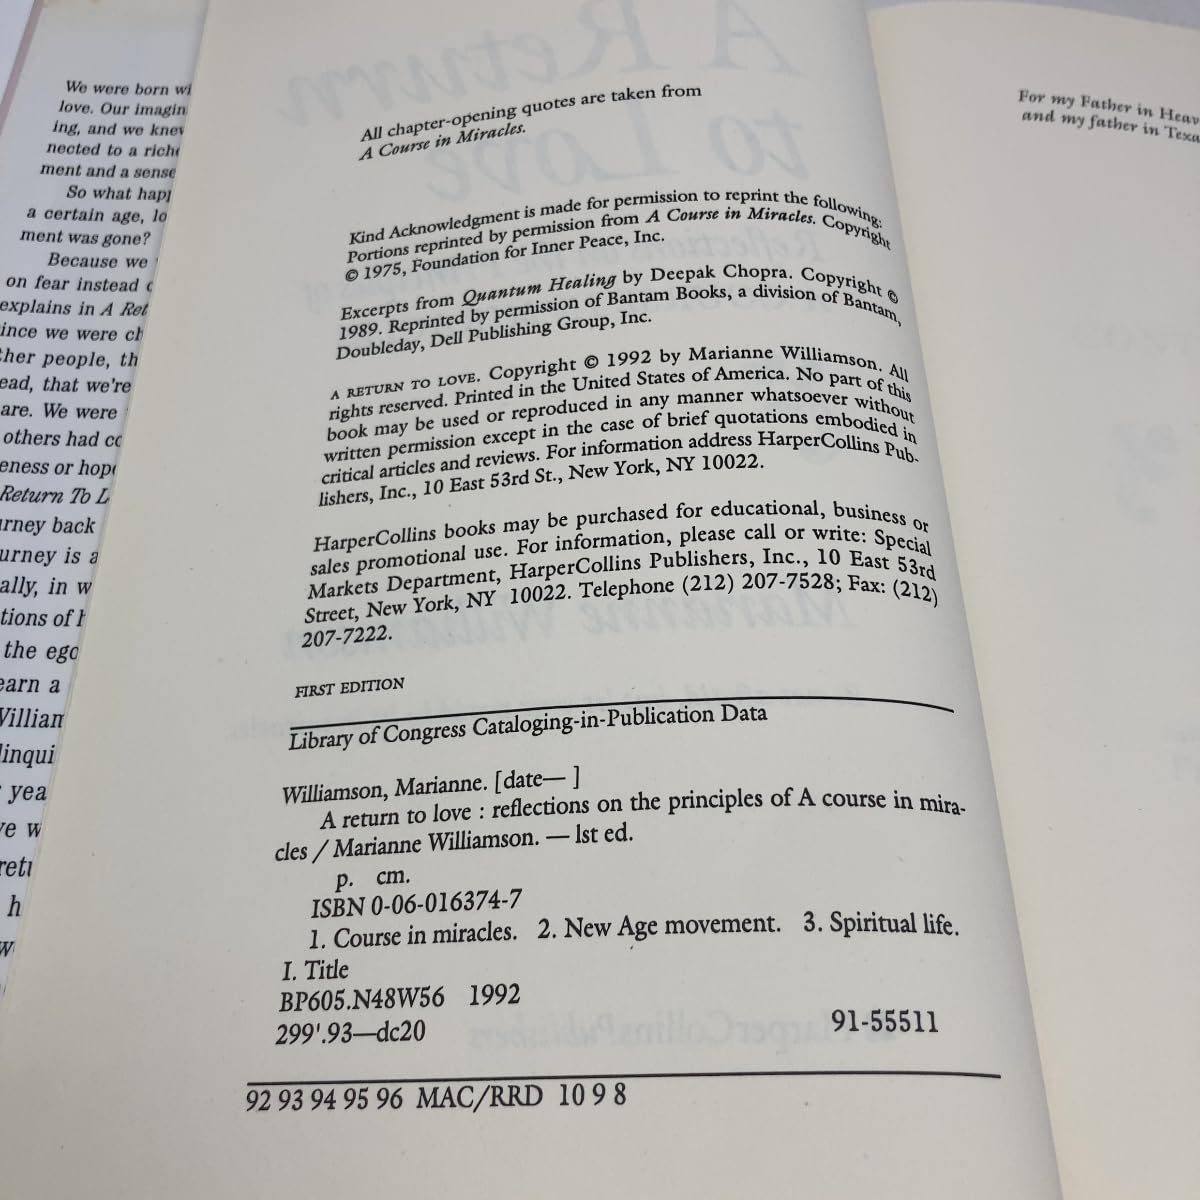 We were born wi
love. Our imagin
ing, and we knew
nected to a riche
ment and a sense
So what happ
a certain age, lo
ment was gone?
Because we
on fear instead o
explains in A Ret
ince we were ch
her people, th
ead, that we're
are. We were
others had co
eness or hope
Return To L
urney back
urney is a
ally, in w
tions of h
the ego
earn a
William
linqui
yea
ve w
retu
h
w
All chapter-opening quotes are taken from
A Course in Miracles.
Kind Acknowledgment is made for permission to reprint the following:
Portions reprinted by permission from A Course in Miracles. Copyright
© 1975, Foundation for Inner Peace, Inc.
Excerpts from Quantum Healing by Deepak Chopra. Copyright ©
1989. Reprinted by permission of Bantam Books, a division of Bantam,
Doubleday, Dell Publishing Group, Inc.
A RETURN TO LOVE. Copyright © 1992 by Marianne Williamson. All
rights reserved. Printed in the United States of America. No part of this
book may be used or reproduced in any manner whatsoever without
written permission except in the case of brief quotations embodied in
critical articles and reviews. For information address HarperCollins Pub-
lishers, Inc., 10 East 53rd St., New York, NY 10022.
HarperCollins books may be purchased for educational, business or
sales promotional use. For information, please call or write: Special
Markets Department, HarperCollins Publishers, Inc., 10 East 53rd
Street, New York, NY 10022. Telephone (212) 207-7528; Fax: (212)
207-7222.
FIRST EDITION
Library of Congress Cataloging-in-Publication Data
Williamson, Marianne. [date— ]
A return to love : reflections on the principles of A course in mira-
cles / Marianne Williamson. — lst ed.
p. cm.
ISBN 0-06-016374-7
1. Course in miracles. 2. New Age movement. 3. Spiritual life.
I. Title
BP605.N48W56 1992
299'.93—dc20
91-55511
92 93 94 95 96 MAC/RRD 10 9 8
For my Father in Heav
and my father in Texa